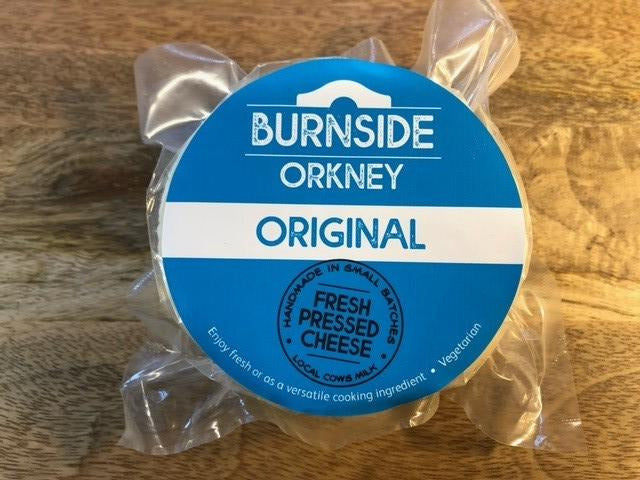 BURNSIDE
ORKNEY
ORIGINAL
HANDMADE IN SMALL BATCHES
FRESH
PRESSED
CHEESE
• LOCAL COWS MILK •
Enjoy fresh or as a versatile cooking ingredient • Vegetarian